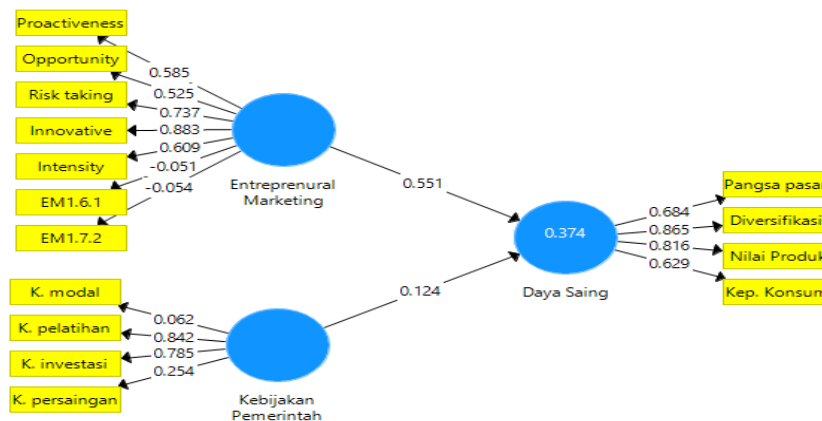 Proactiveness
Opportunity
Risk taking
Innovative
Intensity
EM1.6.1
EM1.7.2
0.585
0.525
0.737
0.883
0.609
-0.051
-0.054
Entreprenural
Marketing
0.551
K. modal
K. pelatihan
K. investasi
K. persaingan
0.062
0.842
0.785
0.254
Kebijakan
Pemerintah
0.124
0.374
Daya Saing
0.684
0.865
0.816
0.629
Pangsa pasar
Diversifikasi
Nilai Produk
Kep. Konsum